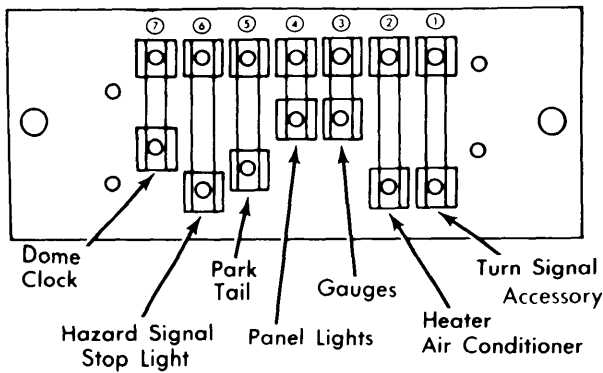 7 6 5 4 3 2 1
Dome
Clock
Hazard Signal
Stop Light
Park
Tail
Panel Lights
Gauges
Heater
Air Conditioner
Turn Signal
Accessory